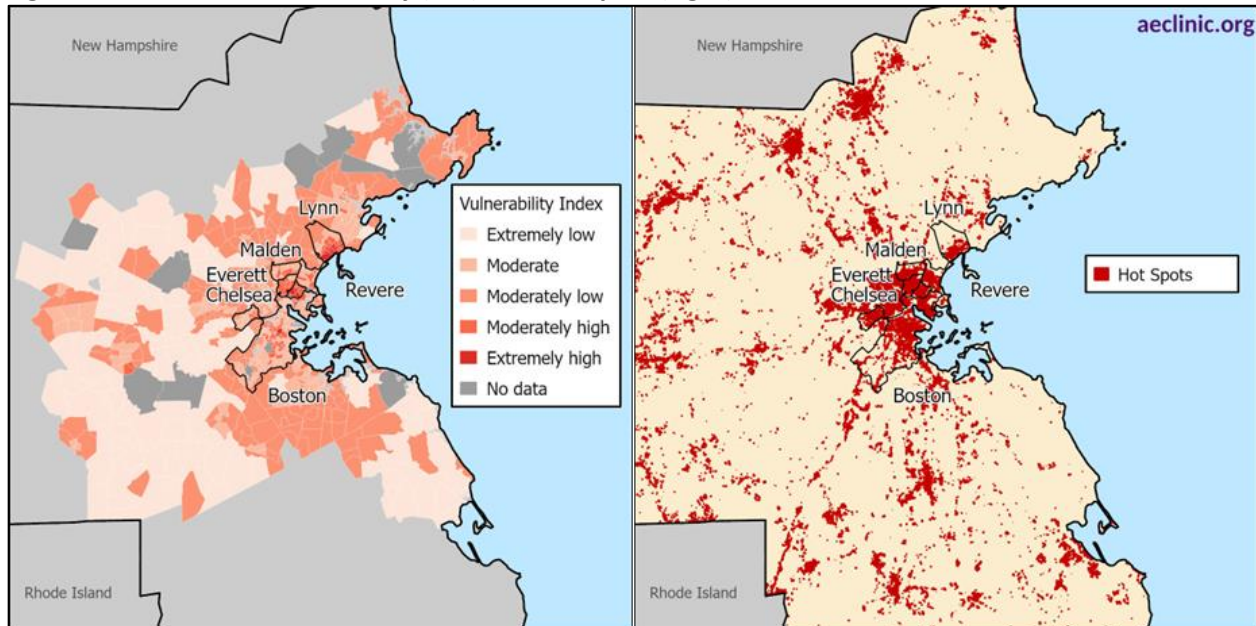 New Hampshire
Lynn
Malden
Everett
Chelsea
Revere
Boston
Rhode Island
Vulnerability Index
Extremely low
Moderate
Moderately low
Moderately high
Extremely high
No data
aeclinic.org
New Hampshire
Lynn
Malden
Everett
Chelsea
Revere
Boston
Rhode Island
Hot Spots